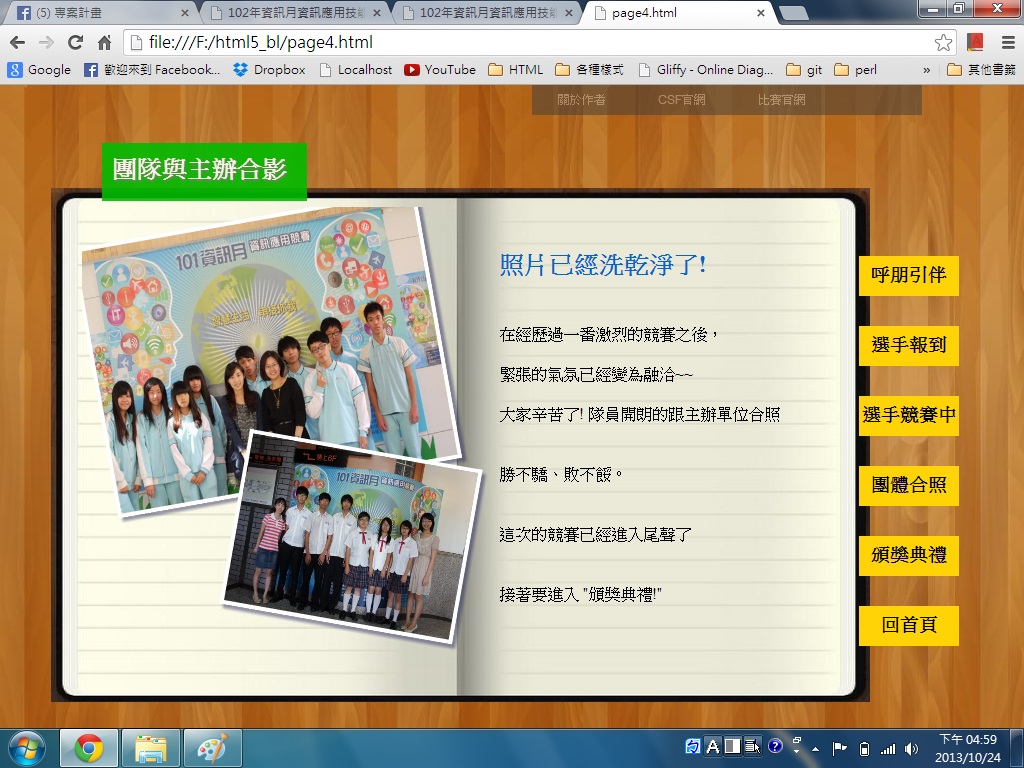 (5) 專案計畫
102年資訊月資訊應用技能
102年資訊月資訊應用技能
page4.html
file:///F:/html5_bl/page4.html
Google
歡迎來到 Facebook...
Dropbox
Localhost
YouTube
HTML
各種樣式
Gliffy - Online Diag...
git
perl
»
其他書籤
關於作者
CSF官網
比賽官網
團隊與主辦合影
101資訊月 資訊應用競賽
101資訊月
照片已經洗乾淨了!
在經歷過一番激烈的競賽之後，
緊張的氣氛已經變為融洽~~
大家辛苦了! 隊員開朗的跟主辦單位合照
勝不驕、敗不餒。
這次的競賽已經進入尾聲了
接著要進入 "頒獎典禮!"
呼朋引伴
選手報到
選手競賽中
團體合照
頒獎典禮
回首頁
下午 04:59
2013/10/24